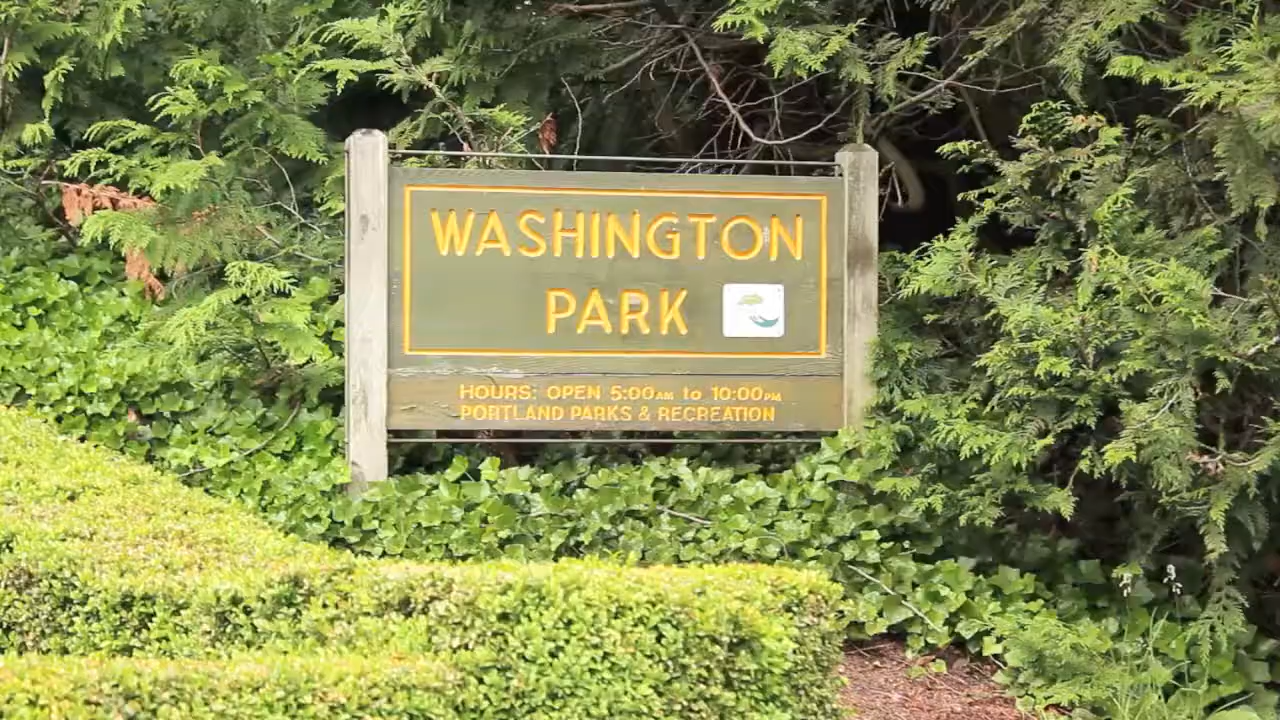 WASHINGTON
PARK
HOURS: OPEN 5:00AM to 10:00PM
PORTLAND PARKS & RECREATION